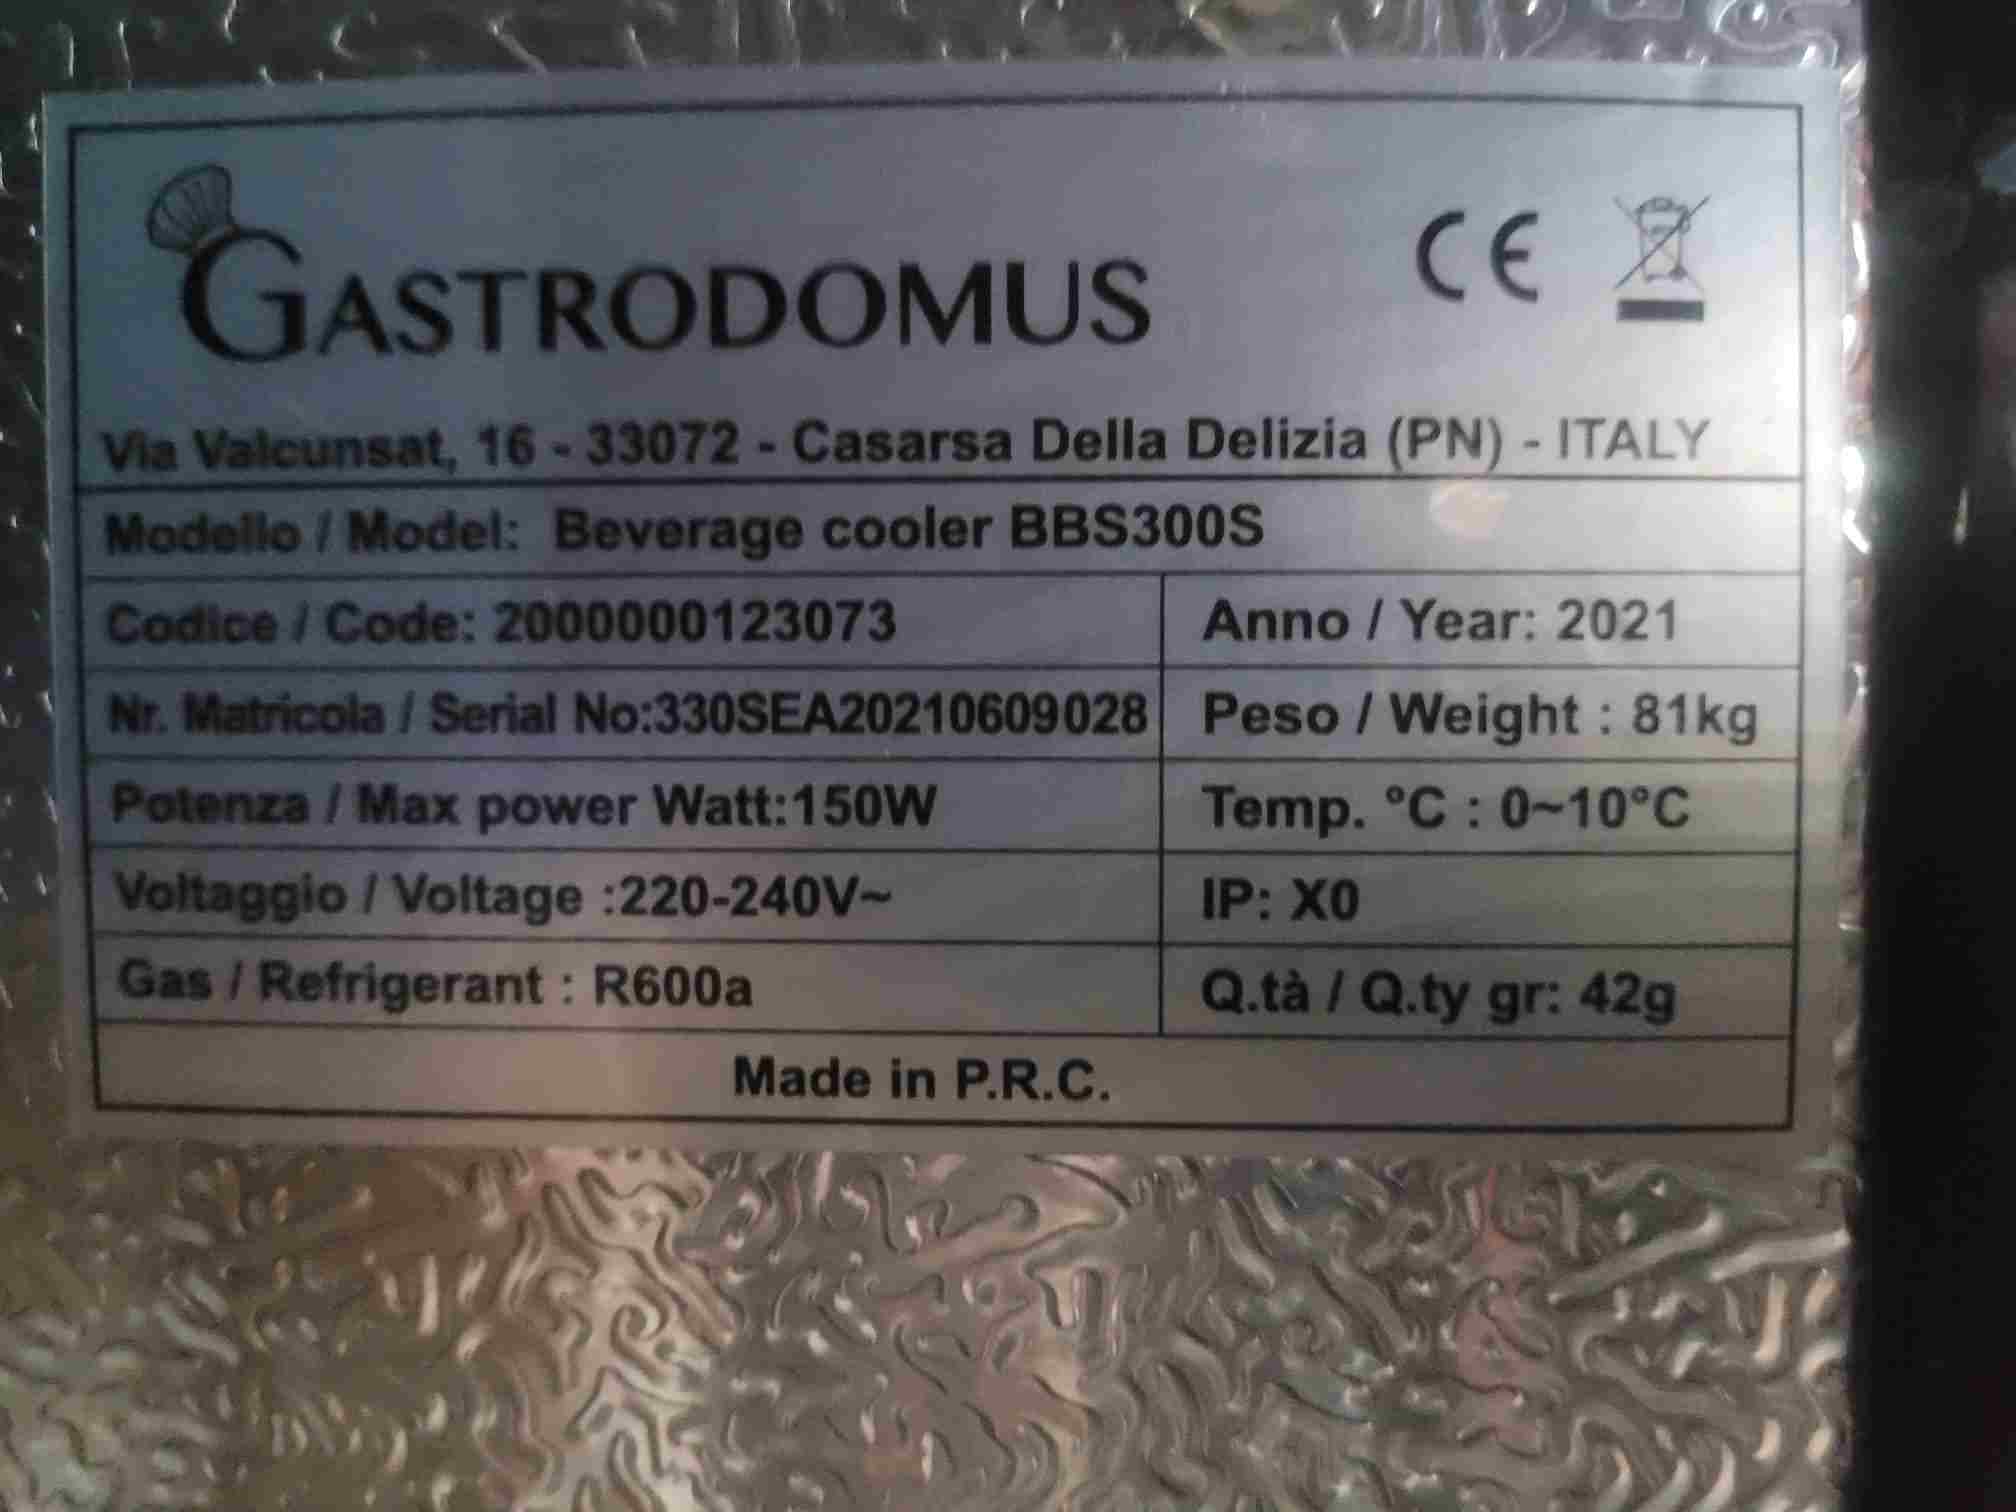 GASTRODOMUS
CE
Via Valcunsat, 16 - 33072 - Casarsa Della Delizia (PN) - ITALY
Modello / Model: Beverage cooler BBS300S
Codice / Code: 2000000123073
Anno / Year: 2021
Nr. Matricola / Serial No:330SEA20210609028
Peso / Weight : 81kg
Potenza / Max power Watt:150W
Temp. °C : 0~10°C
Voltaggio / Voltage :220-240V~
IP: X0
Gas / Refrigerant : R600a
Q.tà / Q.ty gr: 42g
Made in P.R.C.